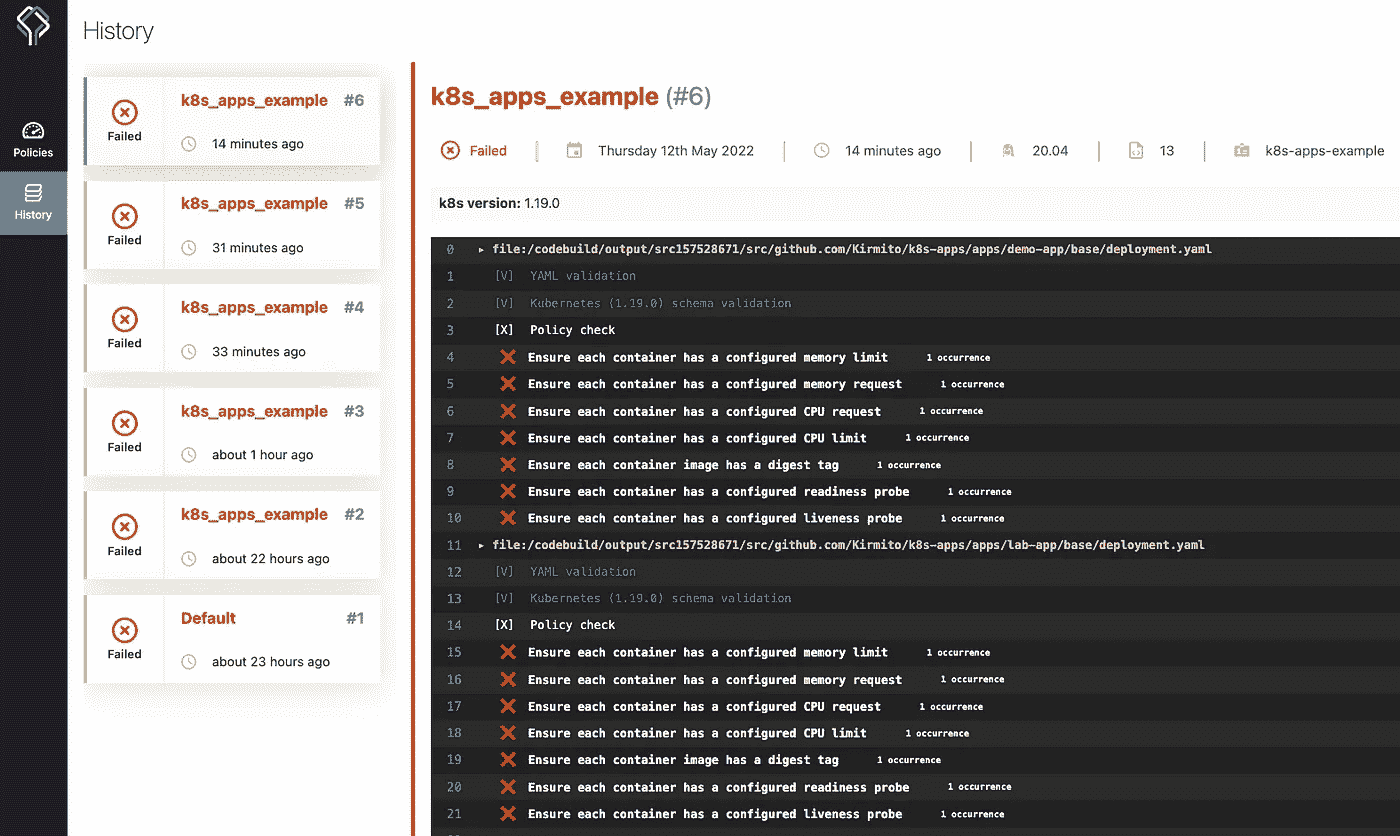 History
Policies
History
k8s_apps_example #6
Failed
14 minutes ago
k8s_apps_example #5
Failed
31 minutes ago
k8s_apps_example #4
Failed
33 minutes ago
k8s_apps_example #3
Failed
about 1 hour ago
k8s_apps_example #2
Failed
about 22 hours ago
Default #1
Failed
about 23 hours ago
k8s_apps_example (#6)
Failed Thursday 12th May 2022 14 minutes ago 20.04 13 k8s-apps-example
k8s version: 1.19.0
0 ▸ file:/codebuild/output/src157528671/src/github.com/Kirmito/k8s-apps/apps/demo-app/base/deployment.yaml
1 [V] YAML validation
2 [V] Kubernetes (1.19.0) schema validation
3 [X] Policy check
4 ❌ Ensure each container has a configured memory limit 1 occurrence
5 ❌ Ensure each container has a configured memory request 1 occurrence
6 ❌ Ensure each container has a configured CPU request 1 occurrence
7 ❌ Ensure each container has a configured CPU limit 1 occurrence
8 ❌ Ensure each container image has a digest tag 1 occurrence
9 ❌ Ensure each container has a configured readiness probe 1 occurrence
10 ❌ Ensure each container has a configured liveness probe 1 occurrence
11 ▸ file:/codebuild/output/src157528671/src/github.com/Kirmito/k8s-apps/apps/lab-app/base/deployment.yaml
12 [V] YAML validation
13 [V] Kubernetes (1.19.0) schema validation
14 [X] Policy check
15 ❌ Ensure each container has a configured memory limit 1 occurrence
16 ❌ Ensure each container has a configured memory request 1 occurrence
17 ❌ Ensure each container has a configured CPU request 1 occurrence
18 ❌ Ensure each container has a configured CPU limit 1 occurrence
19 ❌ Ensure each container image has a digest tag 1 occurrence
20 ❌ Ensure each container has a configured readiness probe 1 occurrence
21 ❌ Ensure each container has a configured liveness probe 1 occurrence